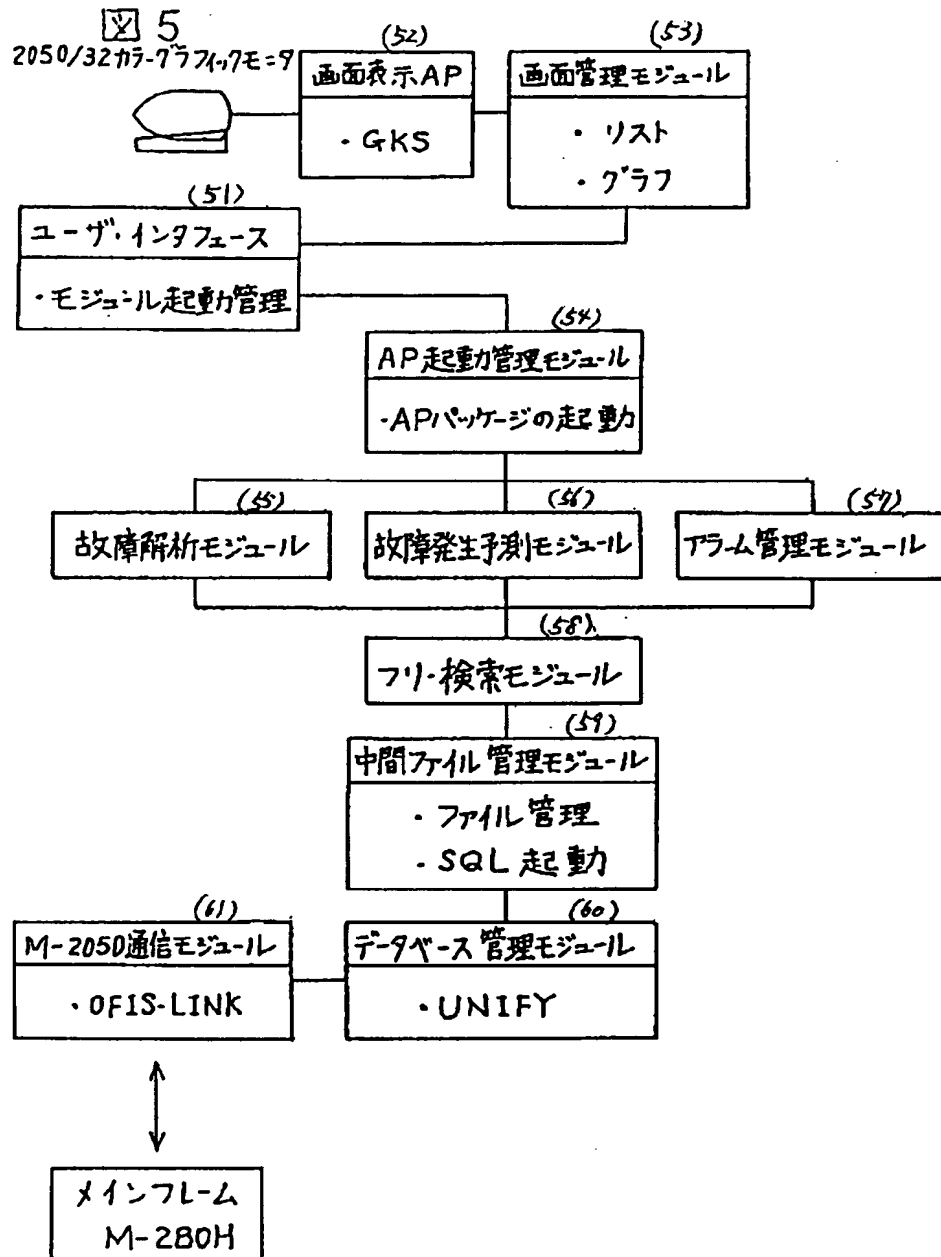 図5
2050/32カラ-グラフィックモニタ
(52)
画面表示AP
・GKS
(53)
画面管理モジュール
・リスト
・グラフ
(51)
ユーザ・インタフェース
・モジュール起動管理
(54)
AP起動管理モジュール
・APパッケージの起動
(55)
故障解析モジュール
(56)
故障発生予測モジュール
(57)
アラーム管理モジュール
(58)
フリ・検索モジュール
(59)
中間ファイル管理モジュール
・ファイル管理
・SQL起動
(61)
M-2050通信モジュール
・OFIS-LINK
(60)
データベース管理モジュール
・UNIFY
メインフレーム
M-280H